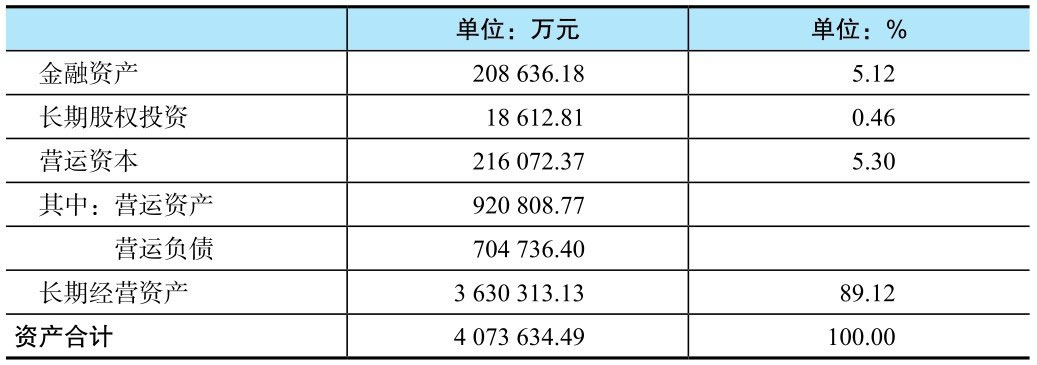 单位：万元 单位：%
金融资产 208 636.18 5.12
长期股权投资 18 612.81 0.46
营运资本 216 072.37 5.30
其中：营运资产 920 808.77
营运负债 704 736.40
长期经营资产 3 630 313.13 89.12
资产合计 4 073 634.49 100.00